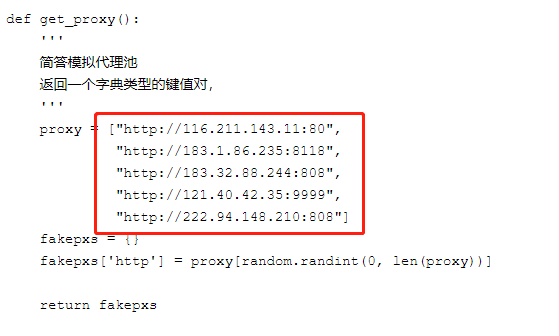 def get_proxy():
    '''
    简答模拟代理池
    返回一个字典类型的键值对,
    '''
    proxy = ["http://116.211.143.11:80",
             "http://183.1.86.235:8118",
             "http://183.32.88.244:808",
             "http://121.40.42.35:9999",
             "http://222.94.148.210:808"]
    fakepxs = {}
    fakepxs['http'] = proxy[random.randint(0, len(proxy))]
    return fakepxs